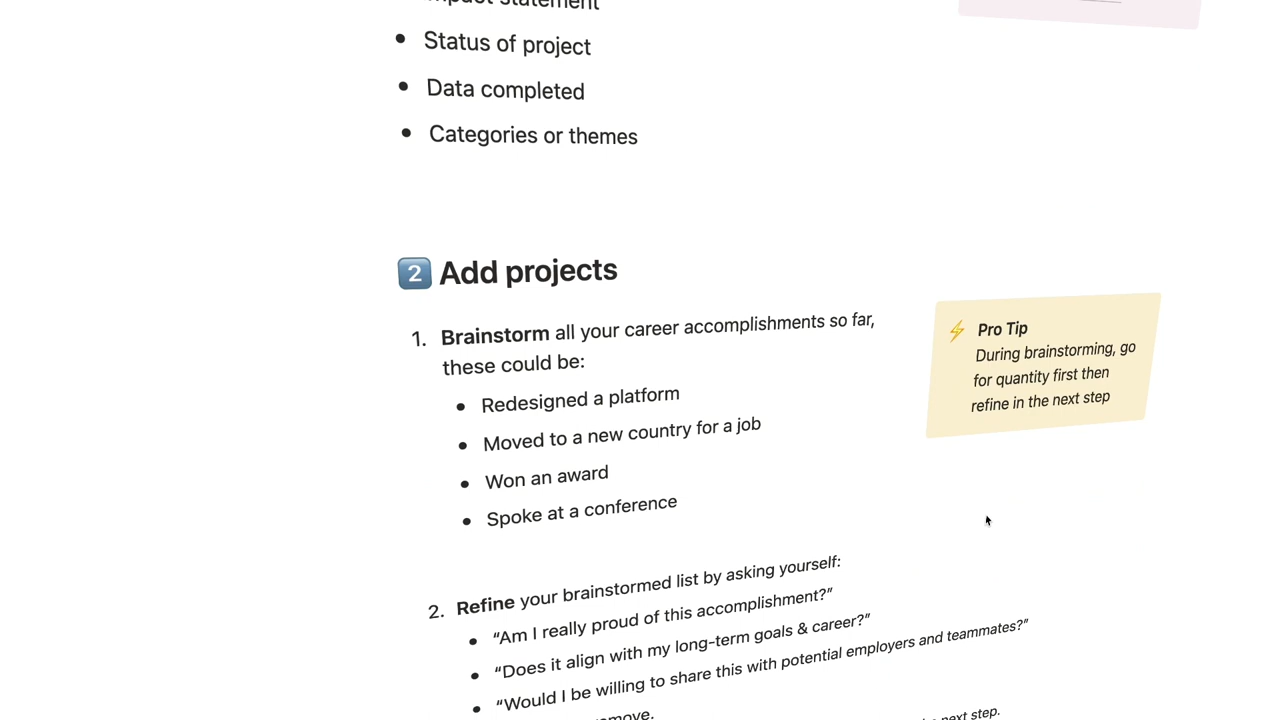 statement
Status of project
Data completed
Categories or themes
2 Add projects
1. Brainstorm all your career accomplishments so far,
these could be:
Redesigned a platform
Moved to a new country for a job
Won an award
Spoke at a conference
Pro Tip
During brainstorming, go
for quantity first then
refine in the next step
2. Refine your brainstormed list by asking yourself:
“Am I really proud of this accomplishment?”
“Does it align with my long-term goals & career?”
“Would I be willing to share this with potential employers and teammates?”
next step.